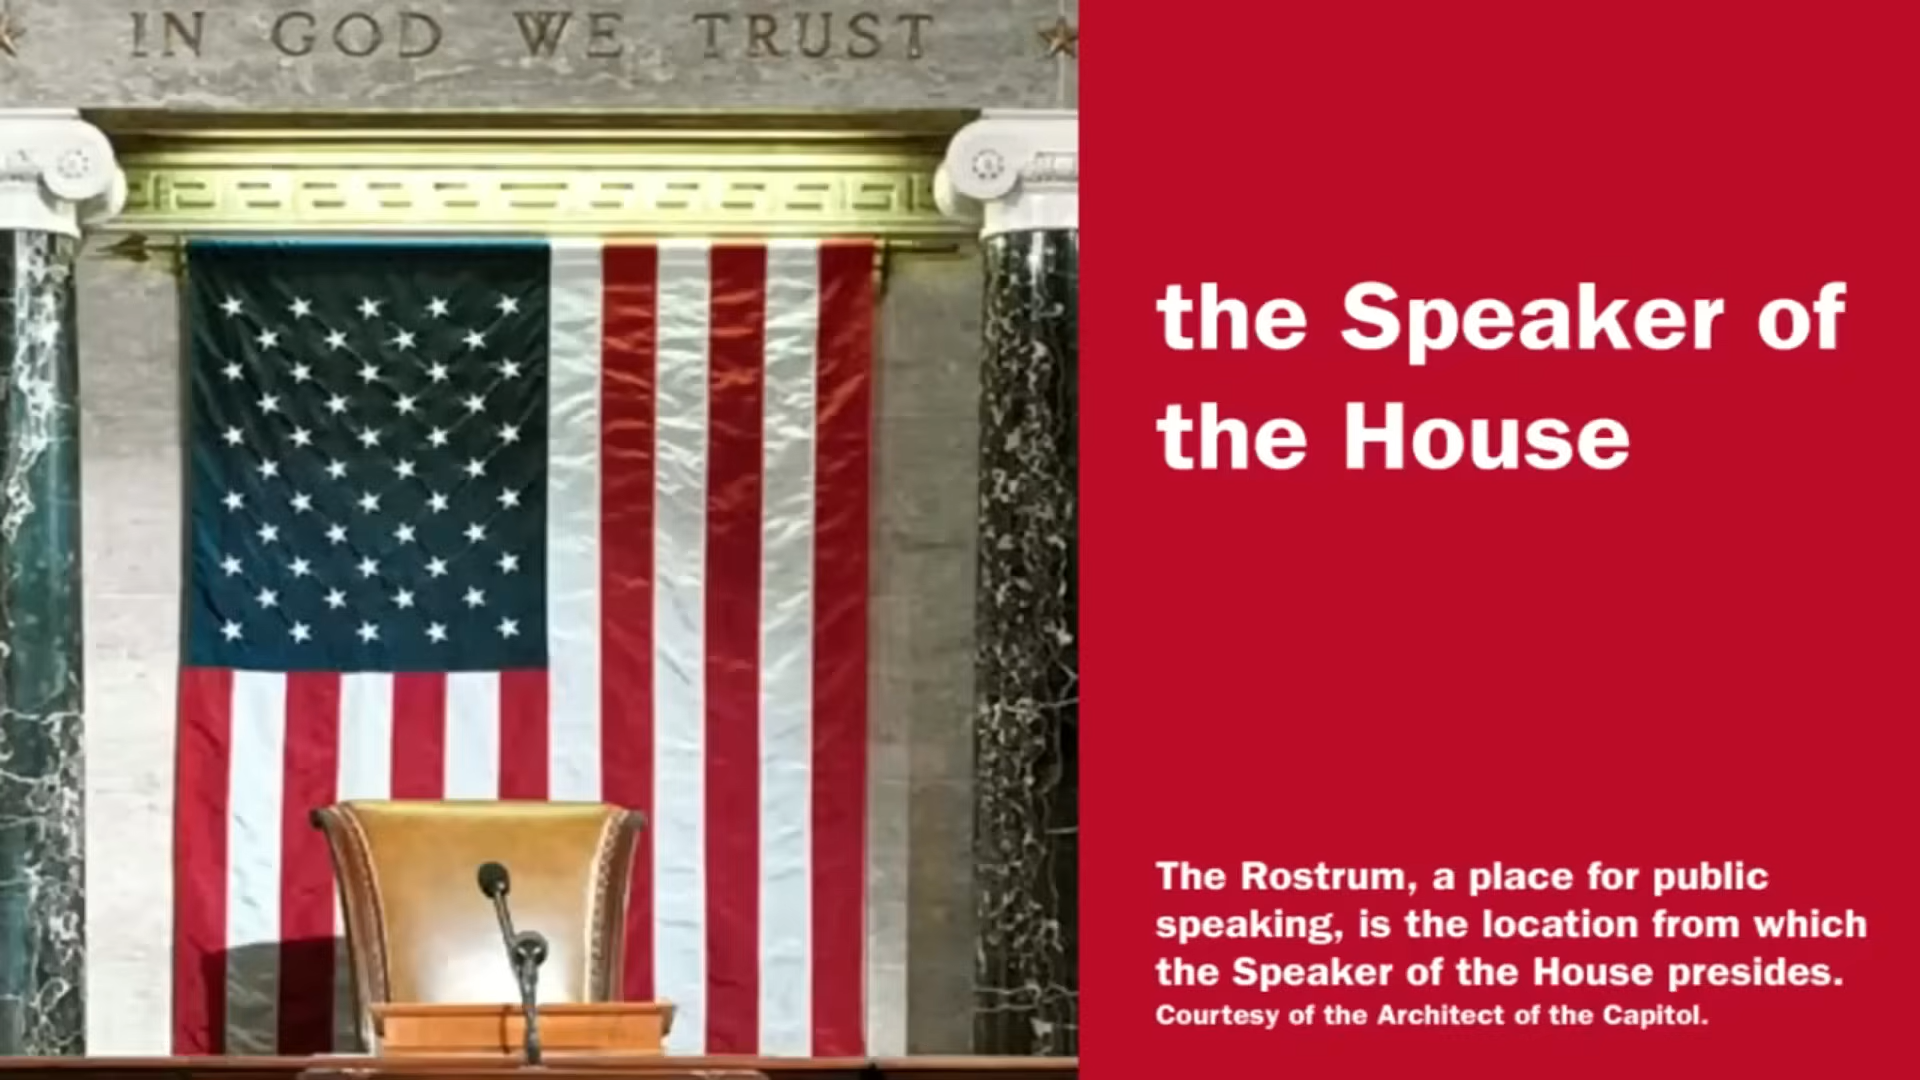 IN GOD WE TRUST
the Speaker of
the House
The Rostrum, a place for public
speaking, is the location from which
the Speaker of the House presides.
Courtesy of the Architect of the Capitol.